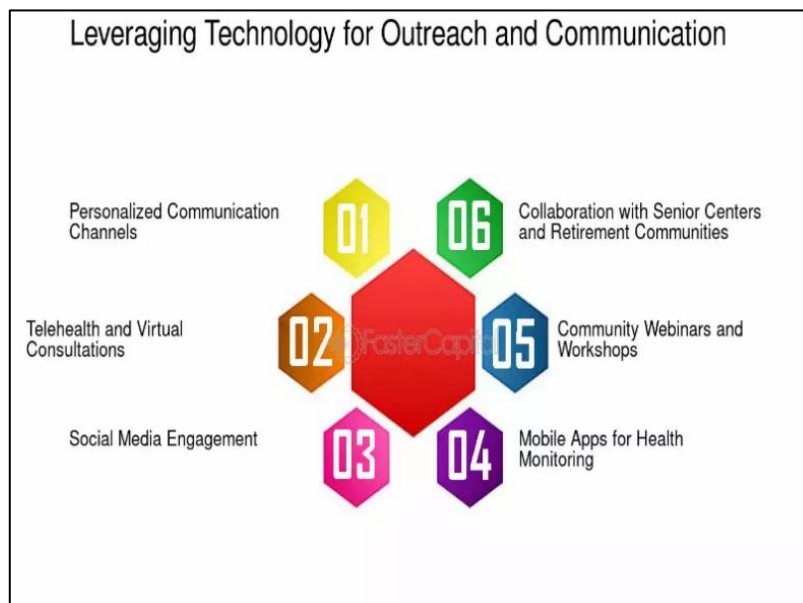 Leveraging Technology for Outreach and Communication
01
Personalized Communication
Channels
02
Telehealth and Virtual
Consultations
03
Social Media Engagement
04
Mobile Apps for Health
Monitoring
05
Community Webinars and
Workshops
06
Collaboration with Senior Centers
and Retirement Communities
FasterCapital